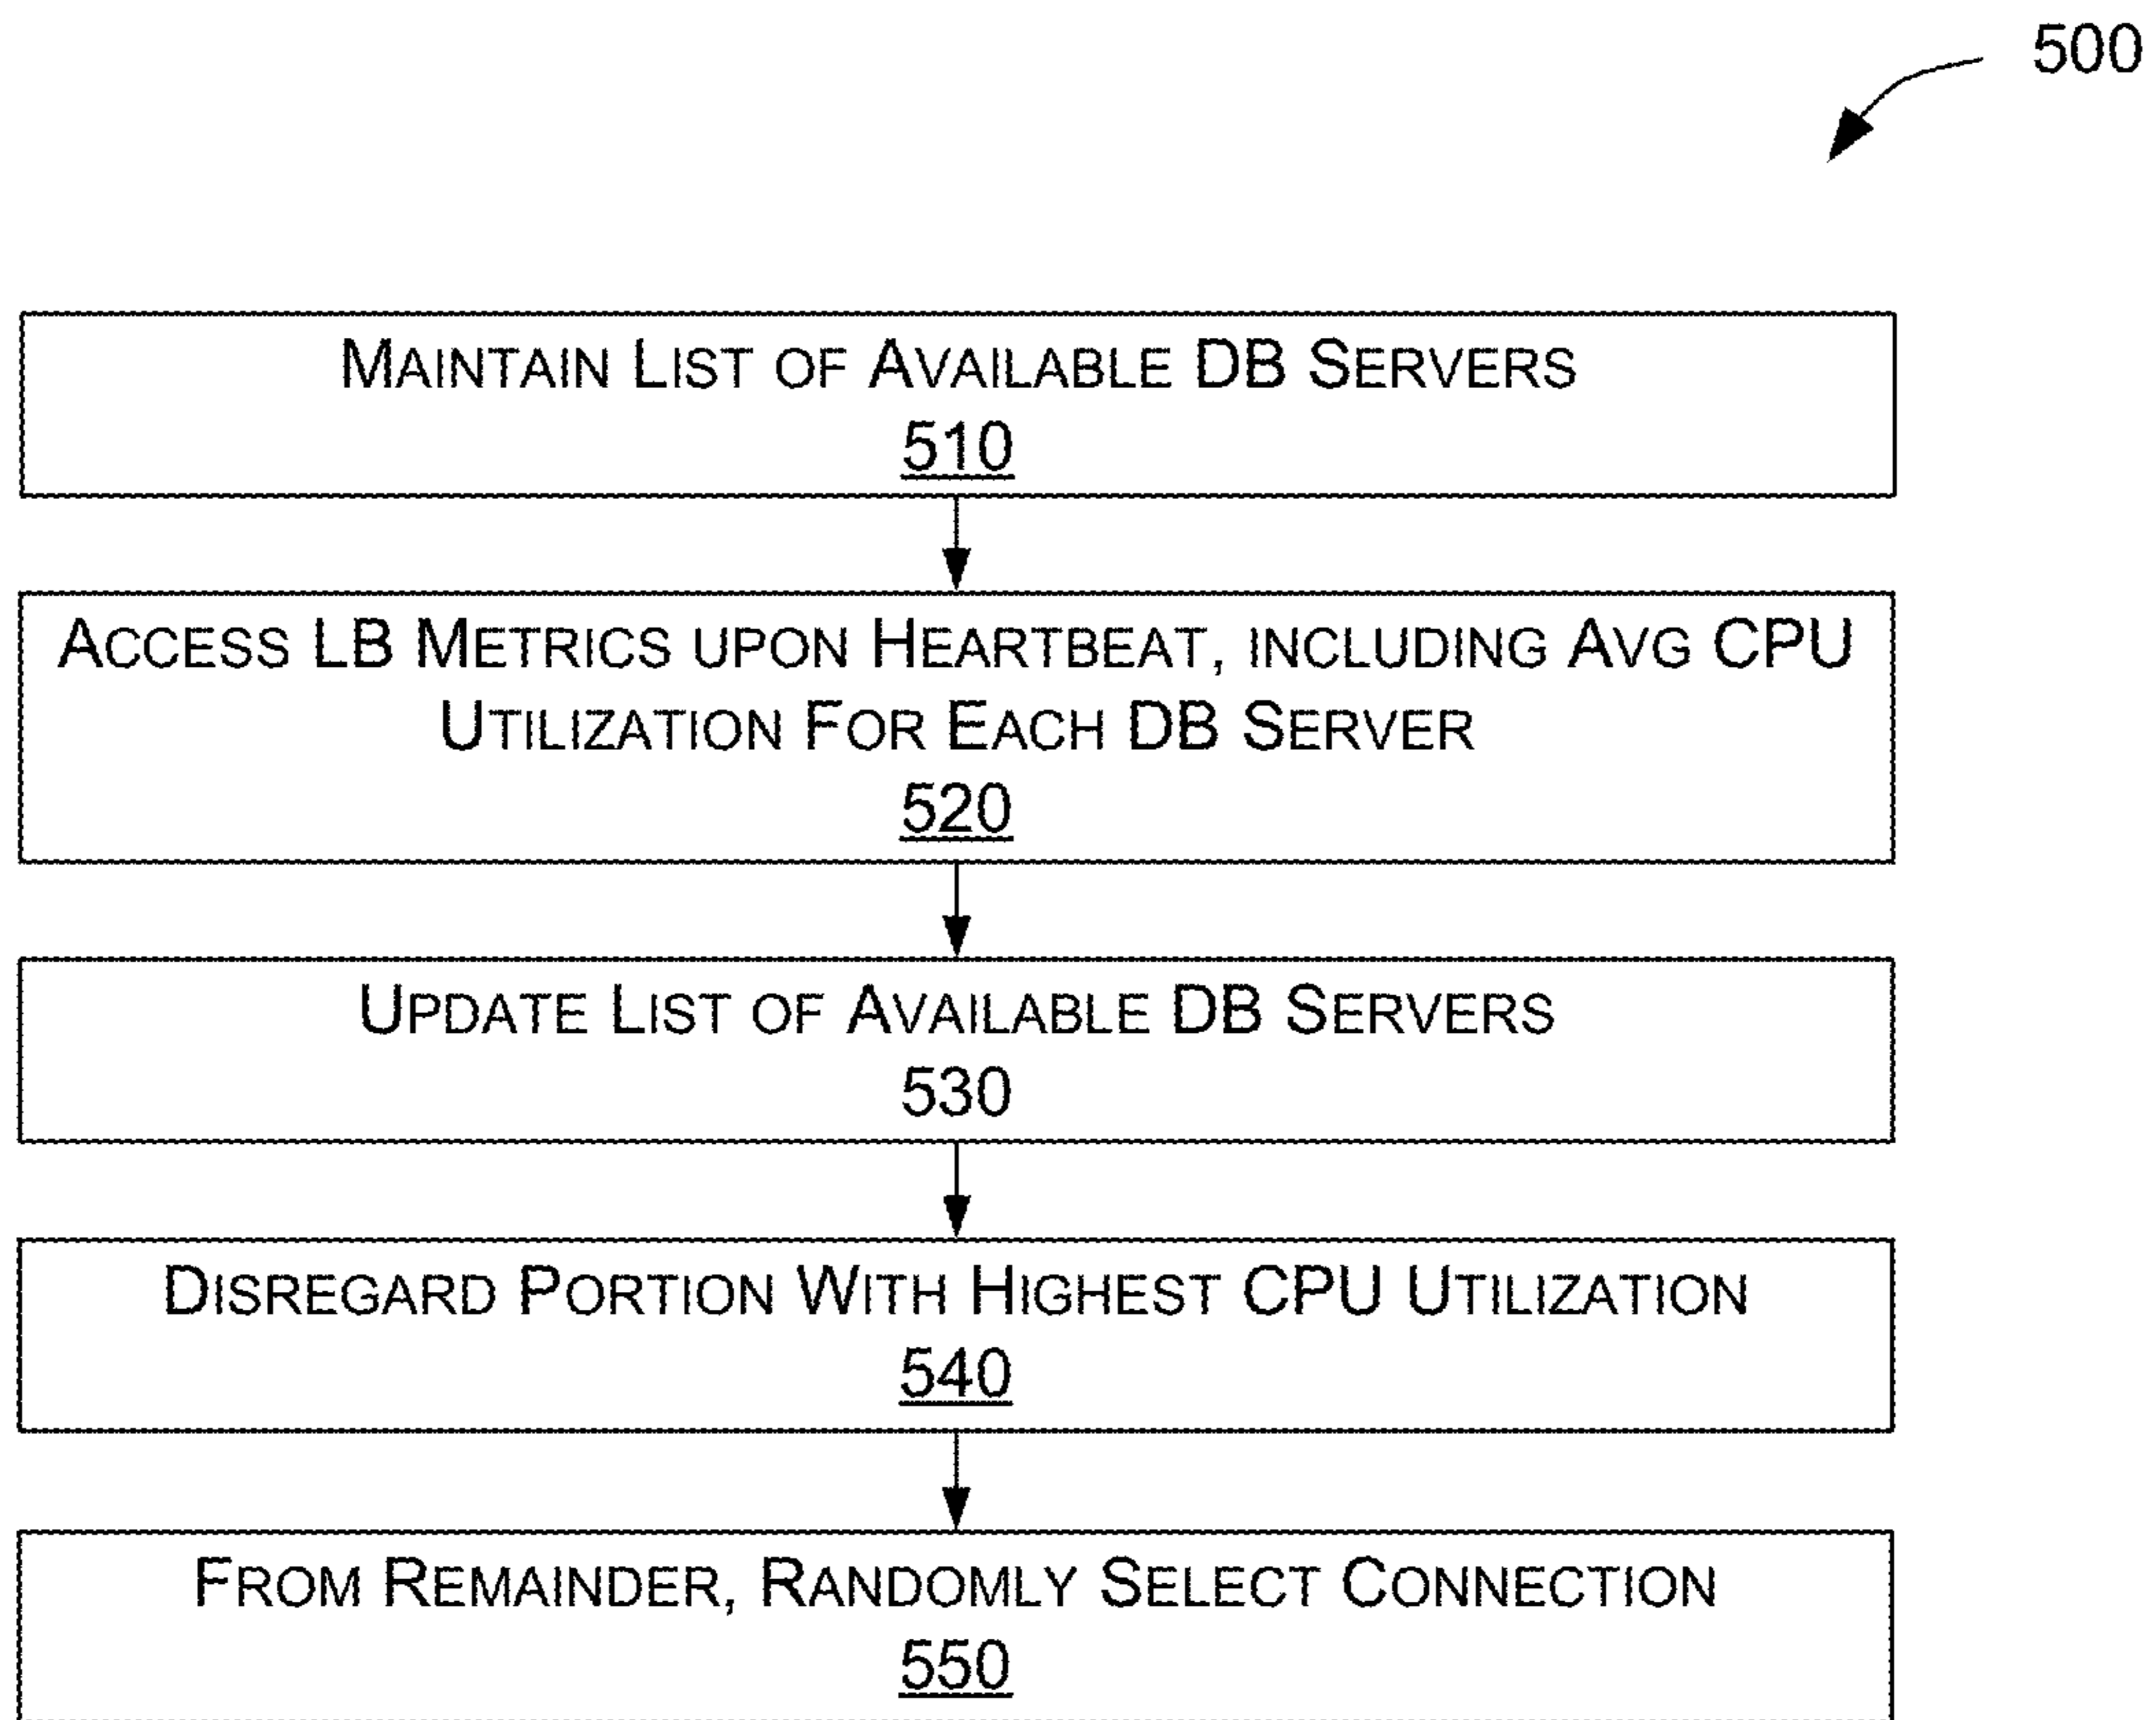 500
MAINTAIN LIST OF AVAILABLE DB SERVERS
510
ACCESS LB METRICS UPON HEARTBEAT, INCLUDING AVG CPU
UTILIZATION FOR EACH DB SERVER
520
UPDATE LIST OF AVAILABLE DB SERVERS
530
DISREGARD PORTION WITH HIGHEST CPU UTILIZATION
540
FROM REMAINDER, RANDOMLY SELECT CONNECTION
550